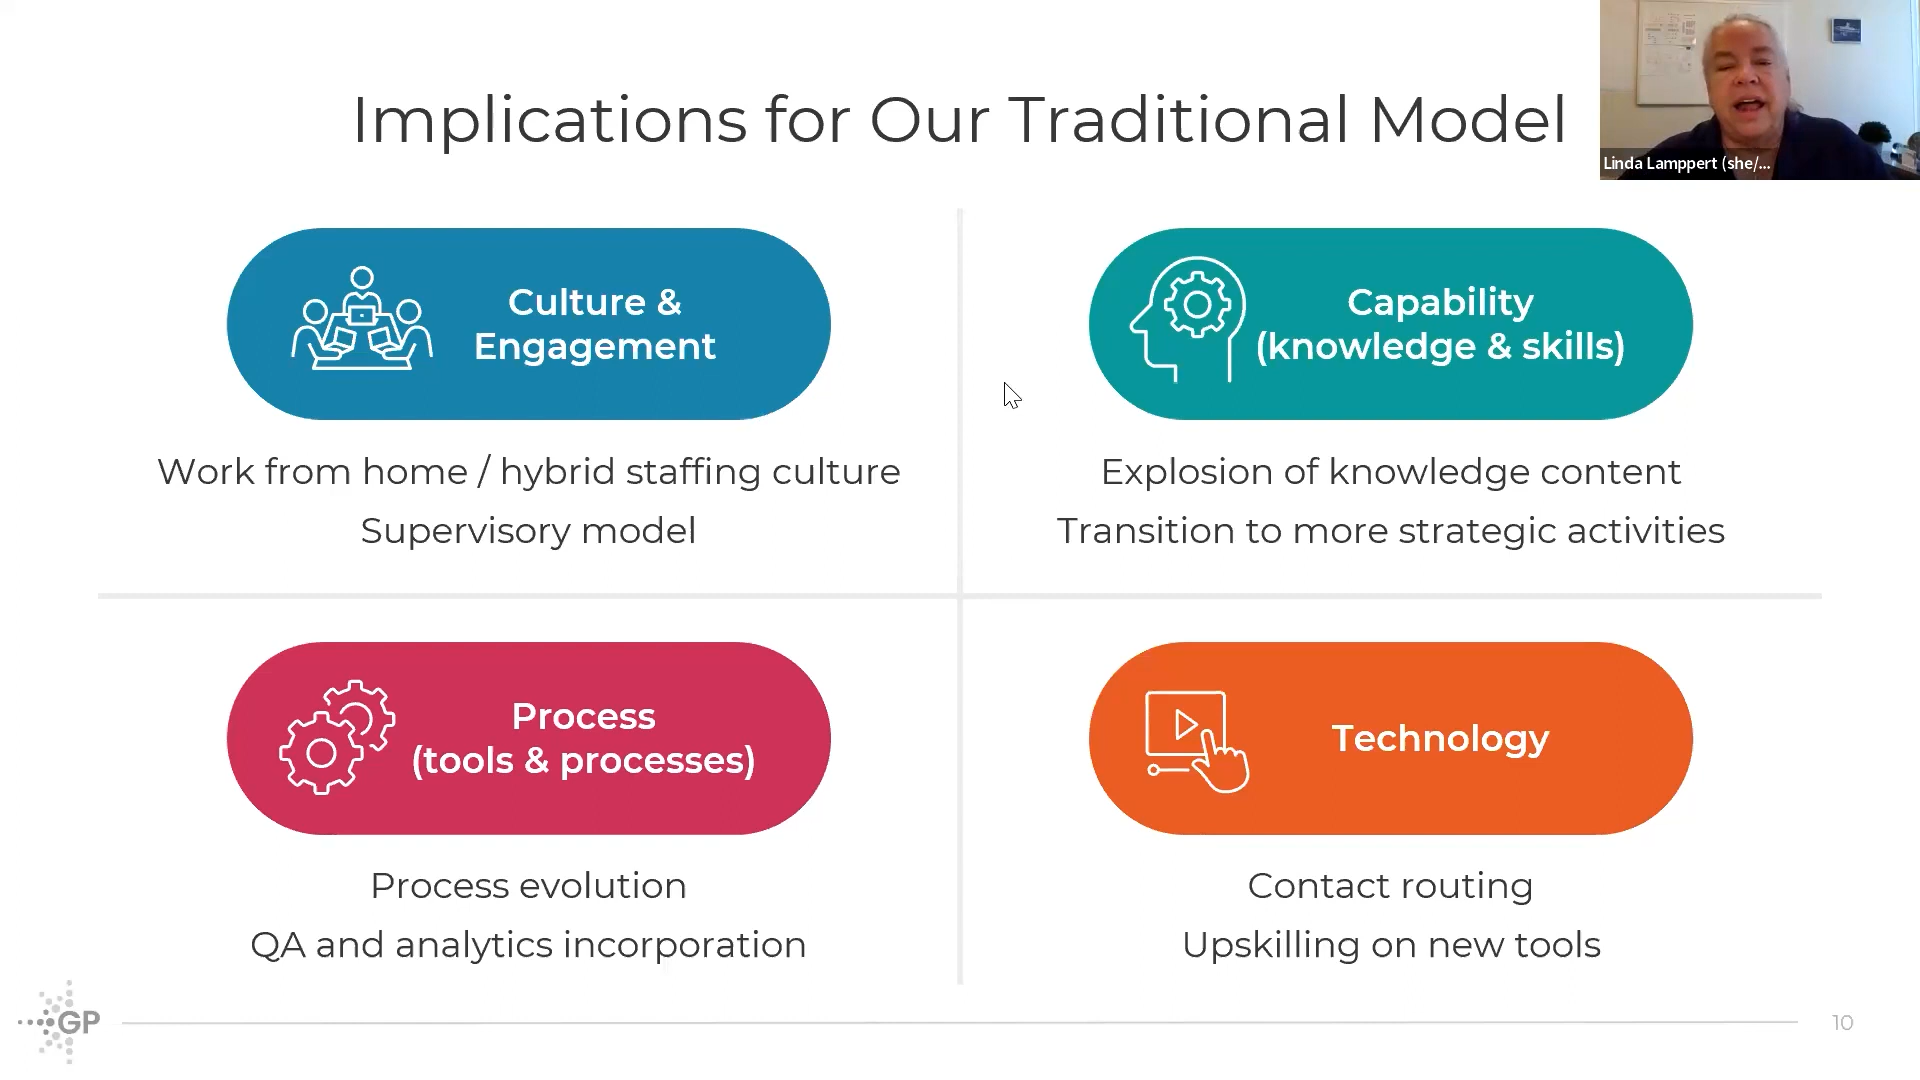 Implications for Our Traditional Model
Linda Lamppert (she/...
Culture &
Engagement
Work from home / hybrid staffing culture
Supervisory model
Capability
(knowledge & skills)
Explosion of knowledge content
Transition to more strategic activities
Process
(tools & processes)
Process evolution
QA and analytics incorporation
Technology
Contact routing
Upskilling on new tools
GP
10